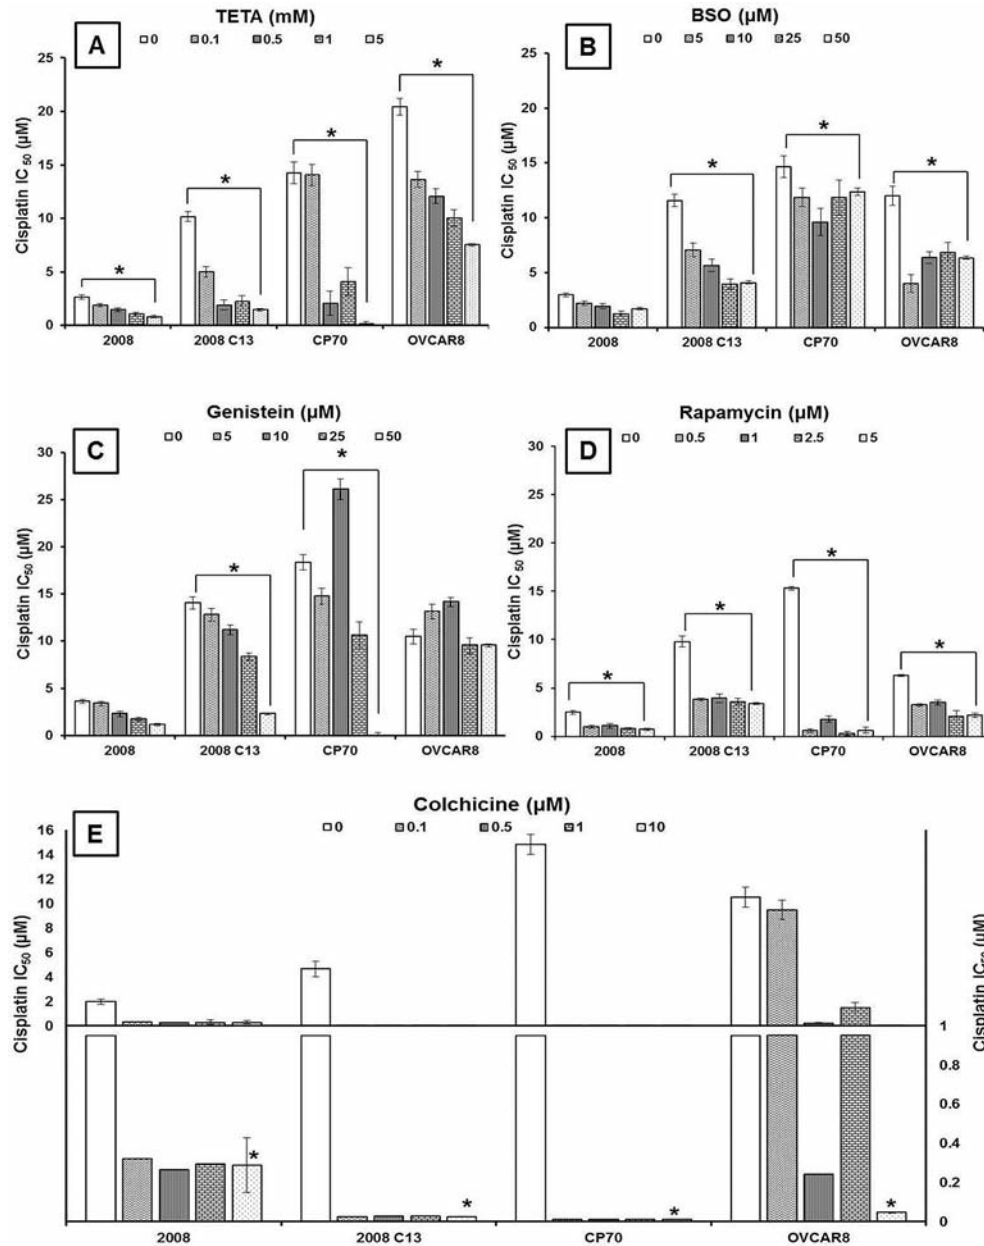 TETA (mM)
A
0 0.1 0.5 1 5
25
20
15
10
5
0
Cisplatin IC50 (µM)
*
*
*
*
2008 2008 C13 CP70 OVCAR8
BSO (µM)
B
0 5 10 25 50
25
20
15
10
5
0
Cisplatin IC50 (µM)
*
*
*
2008 2008 C13 CP70 OVCAR8
Genistein (µM)
C
0 5 10 25 50
30
25
20
15
10
5
0
Cisplatin IC50 (µM)
*
*
2008 2008 C13 CP70 OVCAR8
Rapamycin (µM)
D
0 0.5 1 2.5 5
30
25
20
15
10
5
0
Cisplatin IC50 (µM)
*
*
*
*
2008 2008 C13 CP70 OVCAR8
Colchicine (µM)
E
0 0.1 0.5 1 10
16
14
12
10
8
6
4
2
0
Cisplatin IC50 (µM)
1
0.8
0.6
0.4
0.2
0
Cisplatin IC50 (µM)
*
*
*
*
2008 2008 C13 CP70 OVCAR8